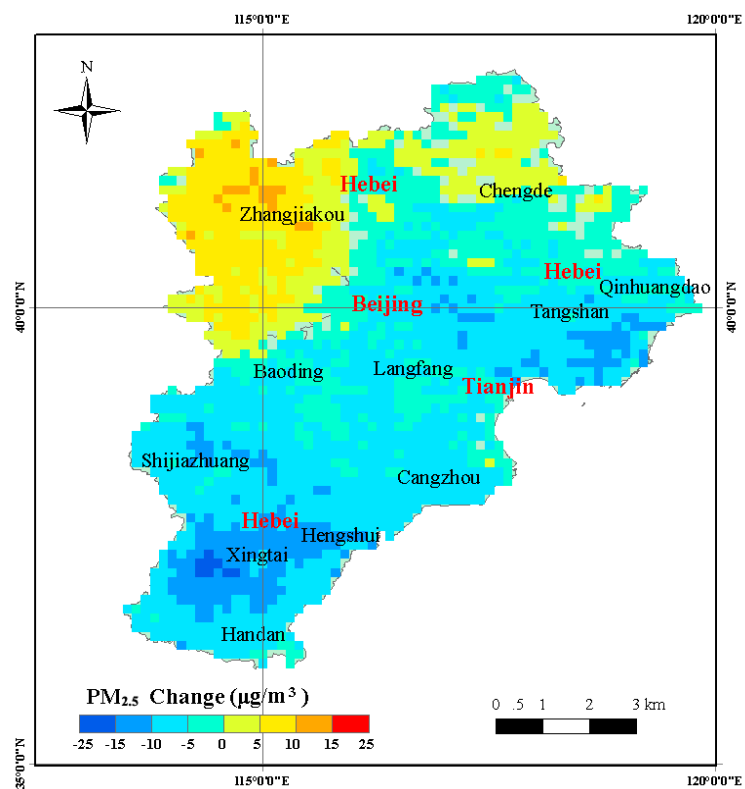 115°0'0"E 120°0'0"E
N
Hebei
Chengde
Zhangjiakou
Hebei
Qinhuangdao
40°0'0"N Beijing Tangshan 40°0'0"N
Baoding Langfang
Tianjin
Shijiazhuang
Cangzhou
Hebei
Hengshui
Xingtai
Handan
PM2.5 Change (μg/m³)
-25 -15 -10 -5 0 5 10 15 25
0 .5 1 2 3 km
35°0'0"N
115°0'0"E 120°0'0"E